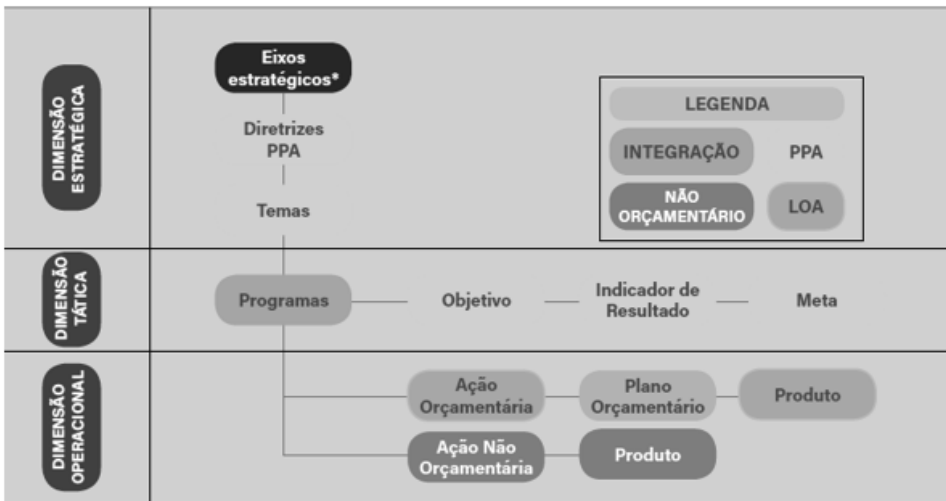 DIMENSÃO
ESTRATÉGICA
Eixos
estratégicos*
Diretrizes
PPA
Temas
LEGENDA
INTEGRAÇÃO
PPA
NÃO
ORÇAMENTÁRIO
LOA
DIMENSÃO
TÁTICA
Programas
Objetivo
Indicador de
Resultado
Meta
DIMENSÃO
OPERACIONAL
Ação
Orçamentária
Plano
Orçamentário
Produto
Ação Não
Orçamentária
Produto